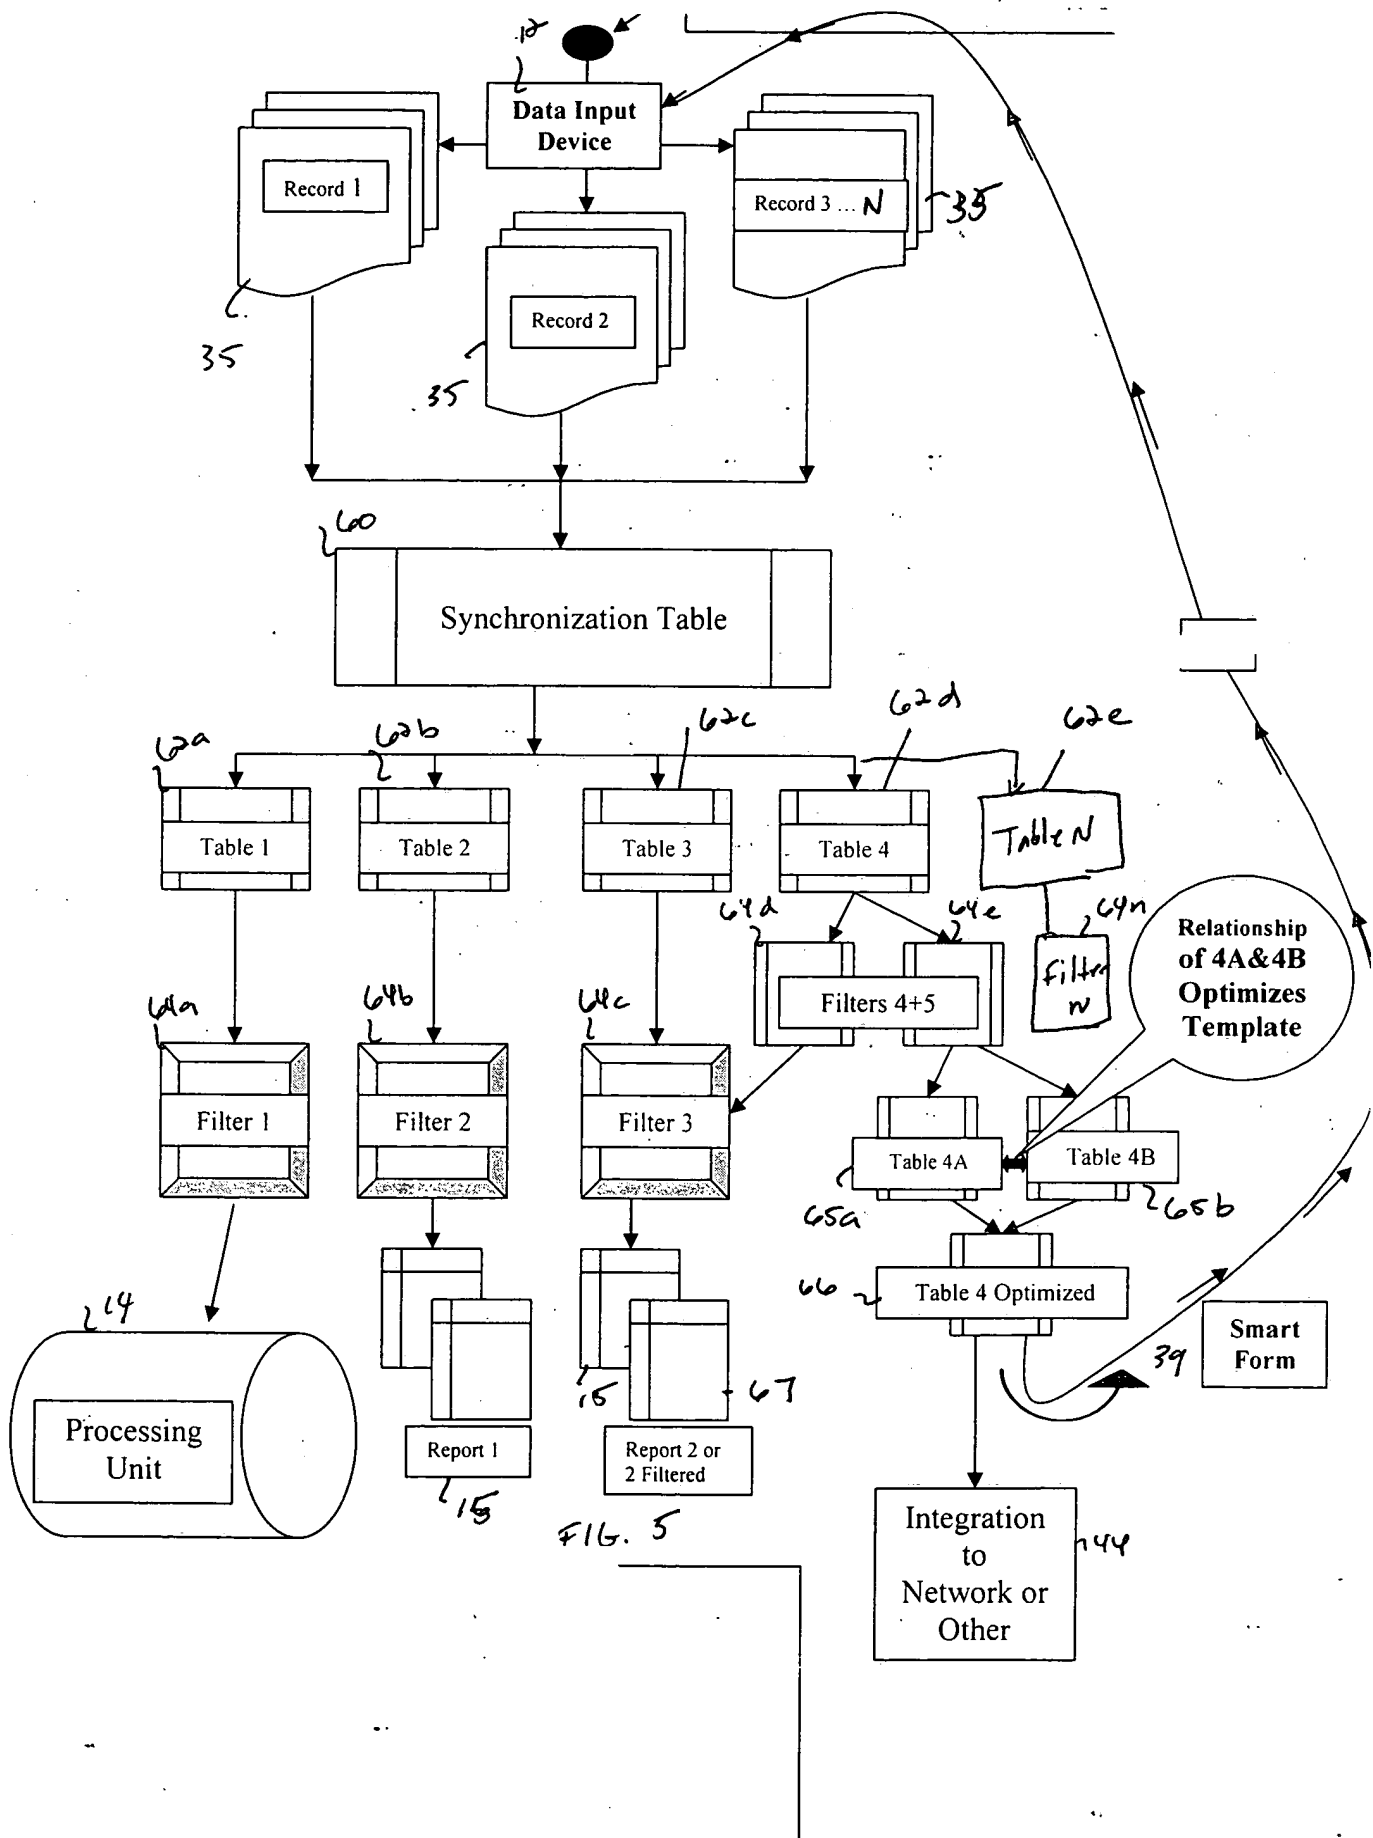 12
Data Input
Device
Record 1
Record 3 ... N
35
Record 2
35
35
60
Synchronization Table
62a
62b
62c
62d
62e
Table 1
Table 2
Table 3
Table 4
Table N
64d
64e
64n
Relationship
of 4A&4B
Optimizes
Template
Filters 4+5
Filter
N
64a
64b
64c
Filter 1
Filter 2
Filter 3
Table 4A
Table 4B
65a
65b
66
Table 4 Optimized
14
Smart
Form
39
15
67
Processing
Unit
Report 1
Report 2 or
2 Filtered
15
FIG. 5
Integration
to
Network or
Other
44